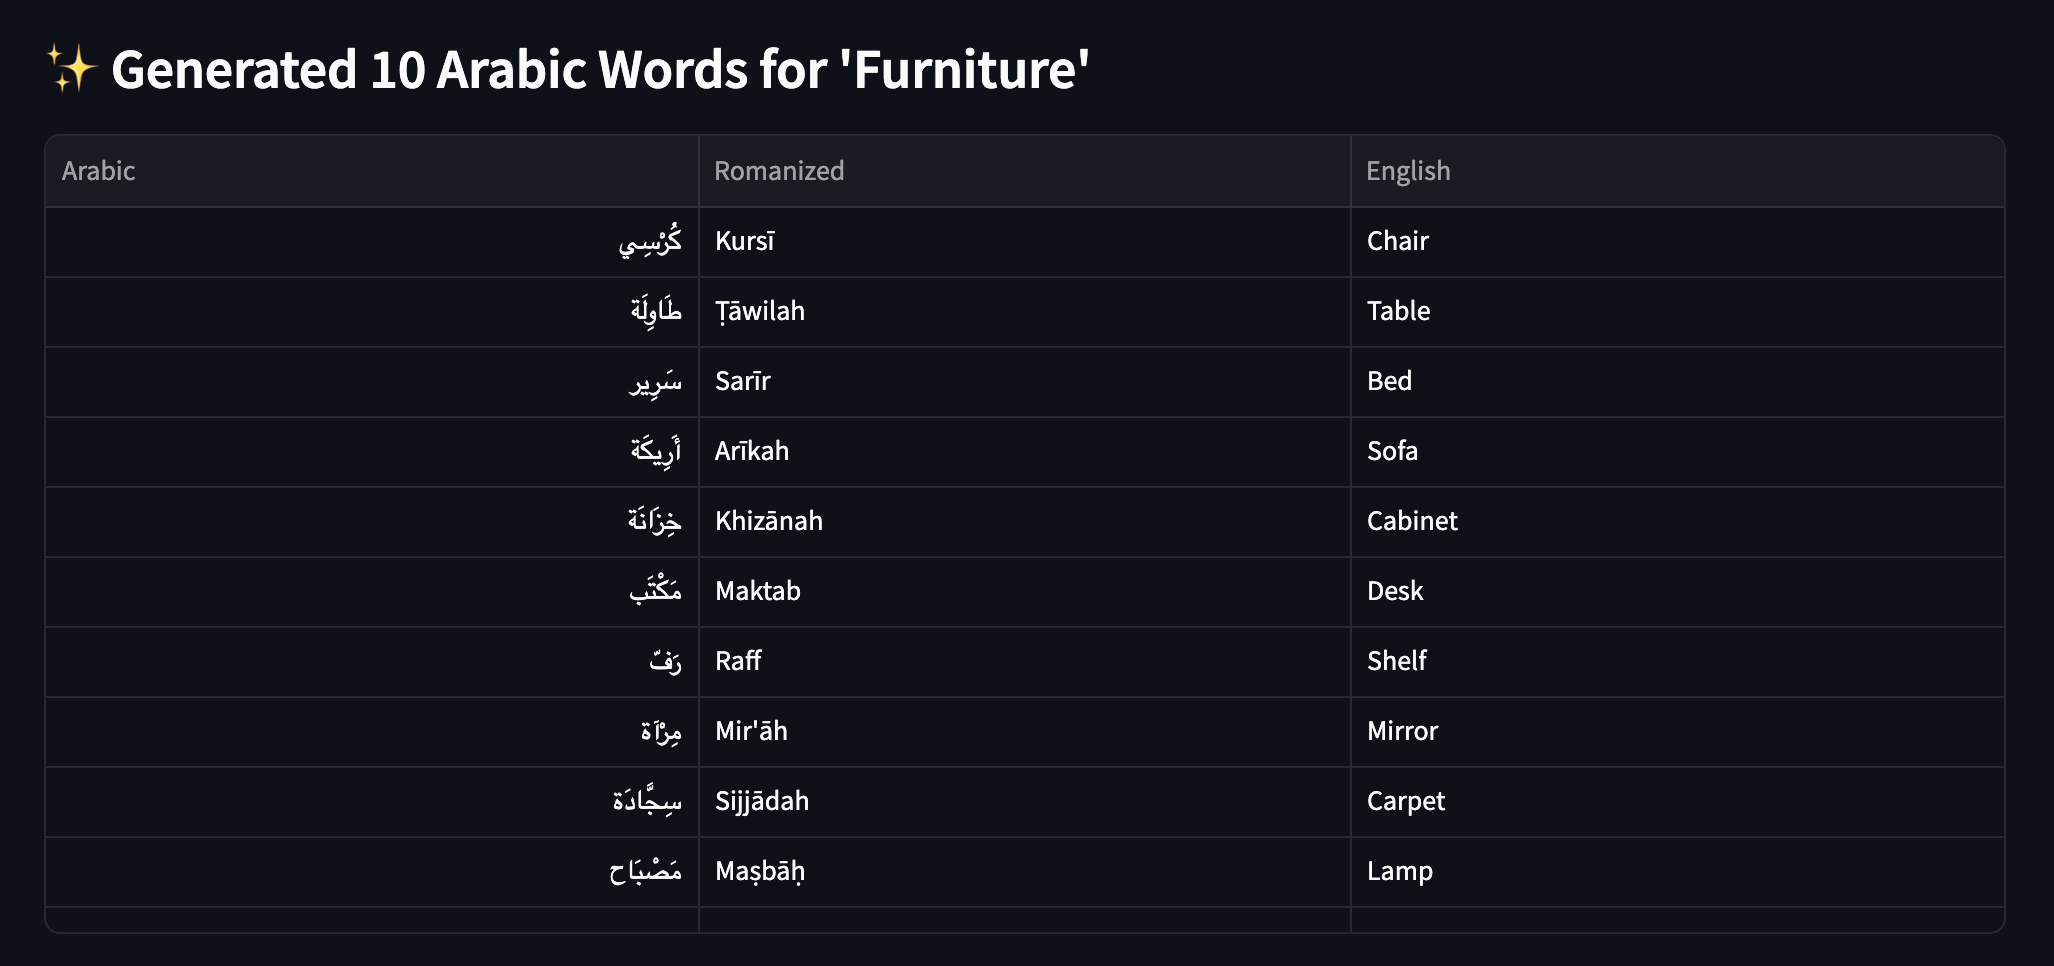 ✨ Generated 10 Arabic Words for 'Furniture'
Arabic Romanized English
كُرْسِي Kursī Chair
طَاوِلَة Ṭāwilah Table
سَرِير Sarīr Bed
أَرِيكَة Arīkah Sofa
خِزَانَة Khizānah Cabinet
مَكْتَب Maktab Desk
رَفّ Raff Shelf
مِرْآة Mir'āh Mirror
سِجَّادَة Sijjādah Carpet
مَصْبَاح Maṣbāḥ Lamp